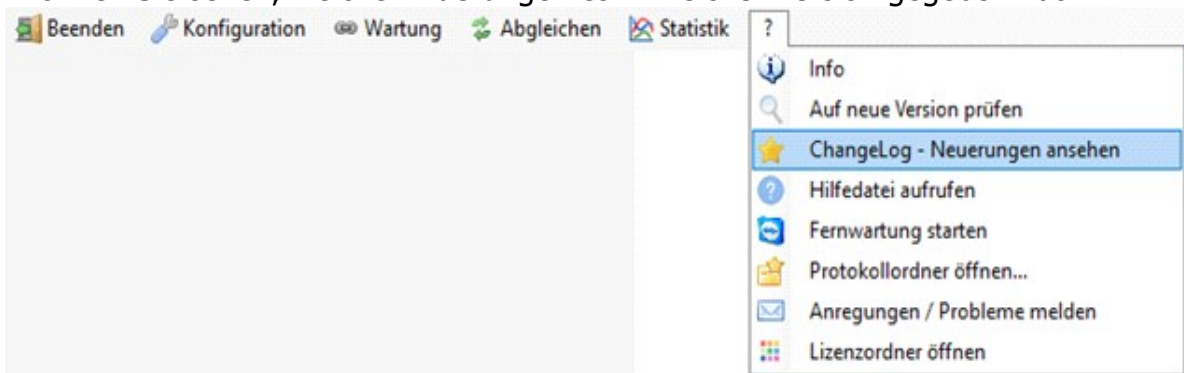 Beenden Konfiguration Wartung Abgleichen Statistik ?
Info
Auf neue Version prüfen
ChangeLog - Neuerungen ansehen
Hilfedatei aufrufen
Fernwartung starten
Protokollordner öffnen...
Anregungen / Probleme melden
Lizenzordner öffnen